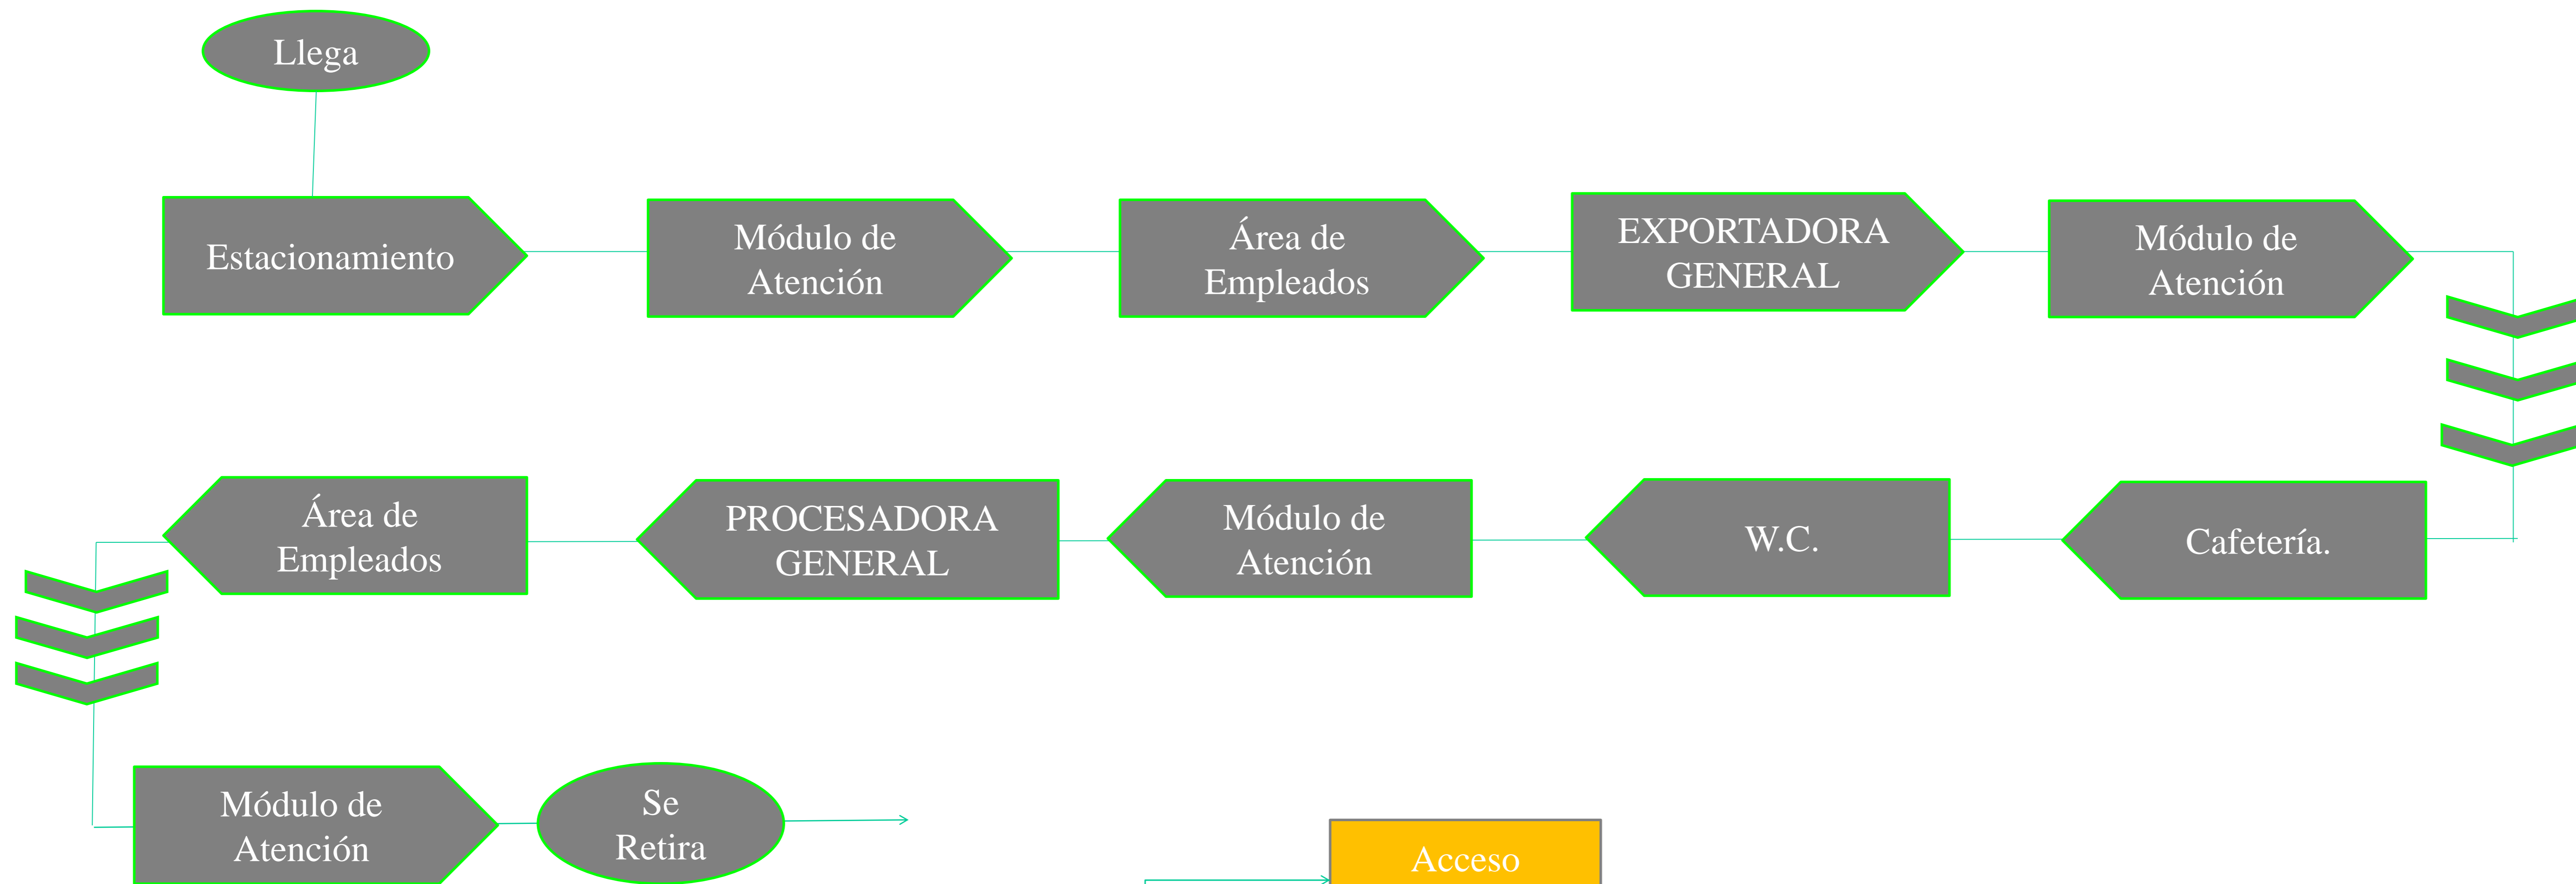 Llega
Estacionamiento
Módulo de
Atención
Área de
Empleados
EXPORTADORA
GENERAL
Módulo de
Atención
Área de
Empleados
PROCESADORA
GENERAL
Módulo de
Atención
W.C.
Cafetería.
Módulo de
Atención
Se
Retira
Acceso